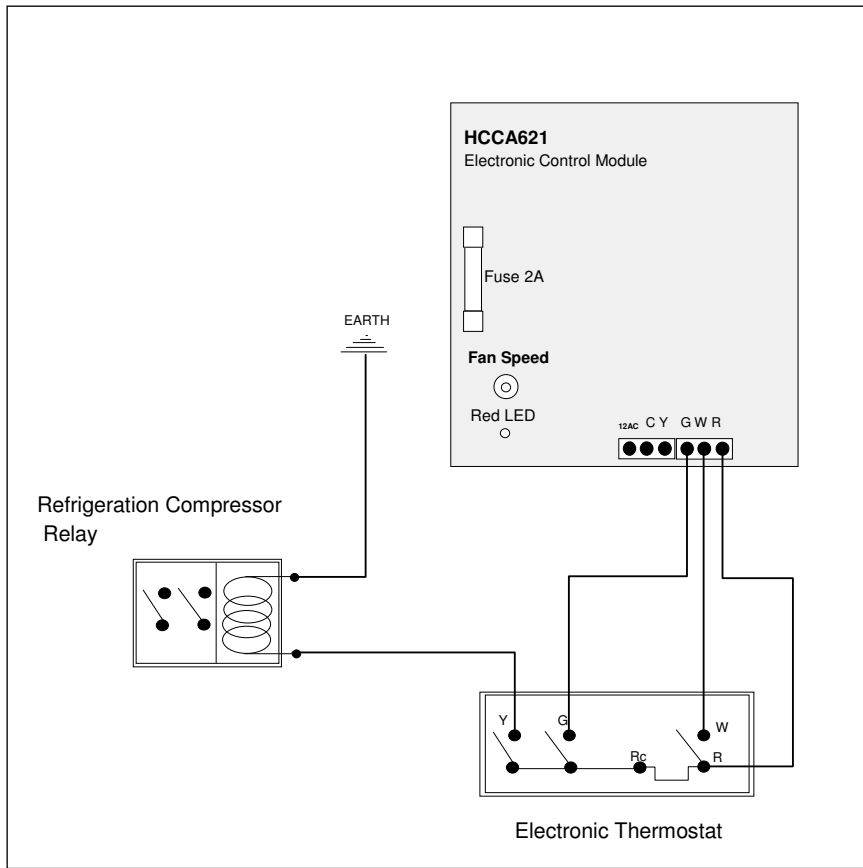 HCCA621
Electronic Control Module
Fuse 2A
EARTH
Fan Speed
Red LED
12AC C Y G W R
Refrigeration Compressor
Relay
Y G W
Rc R
Electronic Thermostat